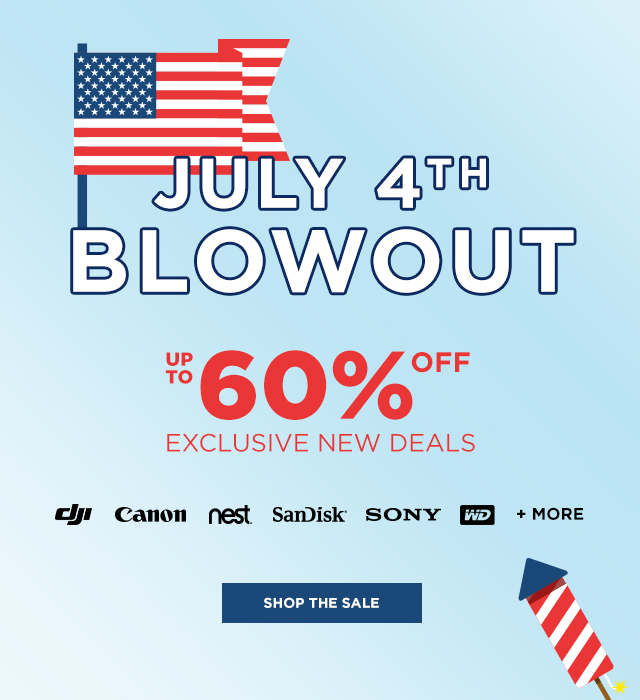 JULY 4TH
BLOWOUT
UP TO 60% OFF
EXCLUSIVE NEW DEALS
dji Canon nest SanDisk SONY WD + MORE
SHOP THE SALE